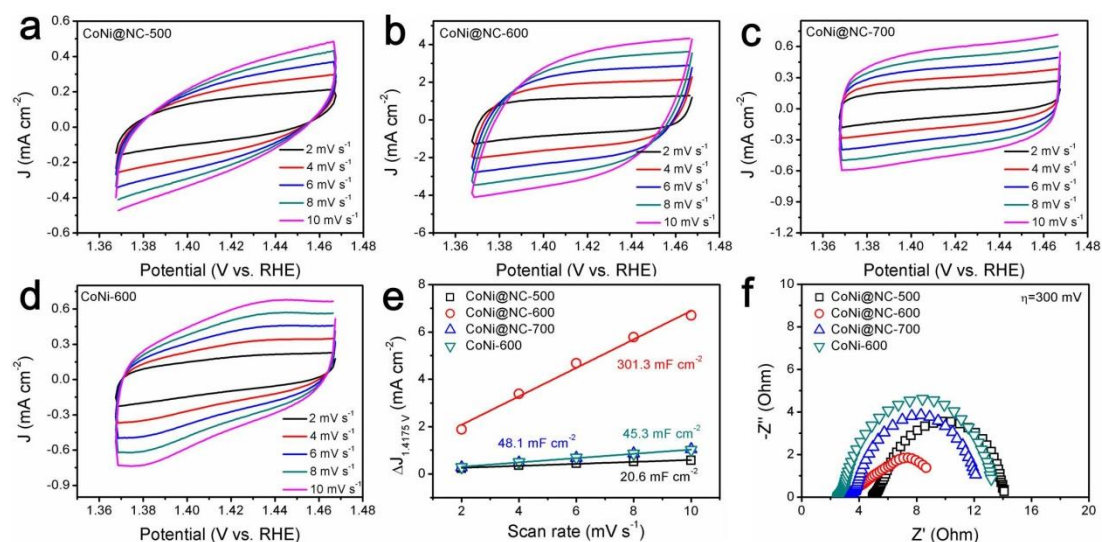 a
CoNi@NC-500
J (mA cm-2)
0.6
0.4
0.2
0.0
-0.2
-0.4
-0.6
2 mV s-1
4 mV s-1
6 mV s-1
8 mV s-1
10 mV s-1
1.36 1.38 1.40 1.42 1.44 1.46 1.48
Potential (V vs. RHE)
b
CoNi@NC-600
J (mA cm-2)
4
2
0
-2
-4
-6
2 mV s-1
4 mV s-1
6 mV s-1
8 mV s-1
10 mV s-1
1.36 1.38 1.40 1.42 1.44 1.46 1.48
Potential (V vs. RHE)
c
CoNi@NC-700
J (mA cm-2)
0.6
0.3
0.0
-0.3
-0.6
-0.9
-1.2
2 mV s-1
4 mV s-1
6 mV s-1
8 mV s-1
10 mV s-1
1.36 1.38 1.40 1.42 1.44 1.46 1.48
Potential (V vs. RHE)
d
CoNi-600
J (mA cm-2)
0.6
0.3
0.0
-0.3
-0.6
-0.9
2 mV s-1
4 mV s-1
6 mV s-1
8 mV s-1
10 mV s-1
1.36 1.38 1.40 1.42 1.44 1.46 1.48
Potential (V vs. RHE)
e
CoNi@NC-500
CoNi@NC-600
CoNi@NC-700
CoNi-600
ΔJ1.4175 V (mA cm-2)
8
6
4
2
0
301.3 mF cm-2
48.1 mF cm-2
45.3 mF cm-2
20.6 mF cm-2
2 4 6 8 10
Scan rate (mV s-1)
f
CoNi@NC-500
CoNi@NC-600
CoNi@NC-700
CoNi-600
η=300 mV
-Z'' (Ohm)
10
8
6
4
2
0
0 4 8 12 16 20
Z' (Ohm)